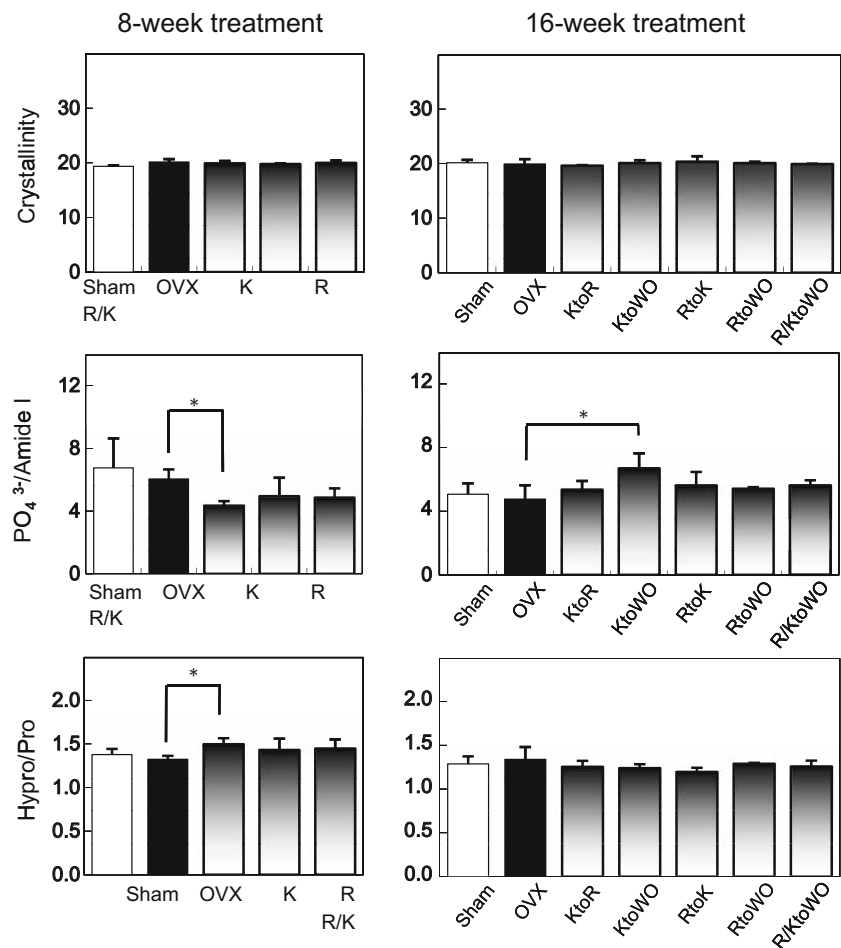 8-week treatment
16-week treatment
Crystallinity
30
20
10
0
Sham OVX K R
R/K
30
20
10
0
Sham OVX KtoR KtoWO RtoK RtoWO R/KtoWO
PO₄ ³⁻/Amide I
12
8
4
0
*
Sham OVX K R
R/K
12
8
4
0
*
Sham OVX KtoR KtoWO RtoK RtoWO R/KtoWO
Hypro/Pro
2.0
1.5
1.0
0.5
0.0
*
Sham OVX K R
R/K
2.0
1.5
1.0
0.5
0.0
Sham OVX KtoR KtoWO RtoK RtoWO R/KtoWO